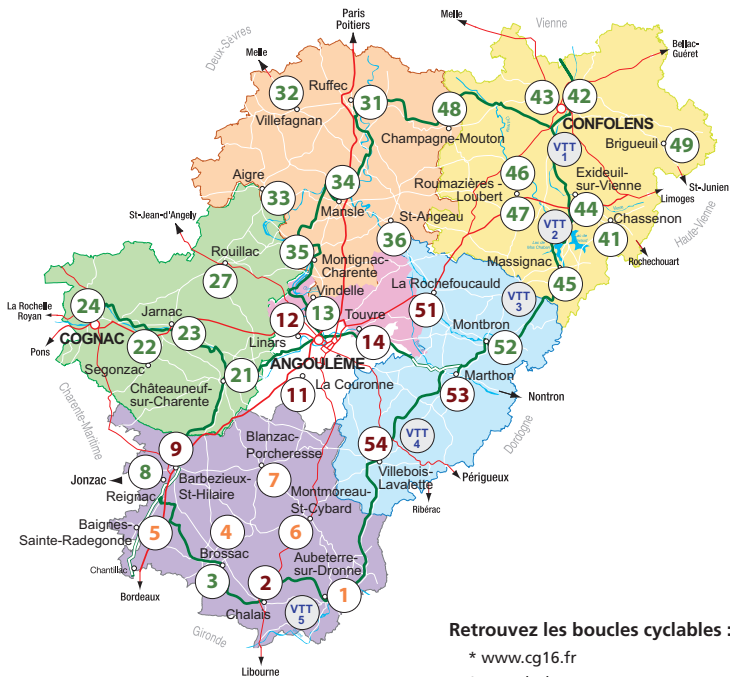 Paris
Poitiers
Melle
Vienne
Deux-Sèvres
Melle
Bellac-
Guéret
Ruffec
32
31
43
42
48
Villefagnan
CONFOLENS
Champagne-Mouton
VTT
1
Brigueuil
49
Aigre
34
46
Exideuil-
sur-Vienne
St-Junien
33
Roumazières -
Loubert
Limoges
Mansle
St-Angeau
47
44
Chassenon
St-Jean-d'Angely
VTT
2
41
Haute-Vienne
36
Rouillac
35
Montignac-
Charente
Massignac
Rochechouart
27
La Rochefoucauld
45
Vindelle
VTT
3
La Rochelle
Royan
24
Jarnac
12
13
Touvre
51
Montbron
COGNAC
23
Linars
14
52
Pons
22
ANGOULÊME
Segonzac
21
La Couronne
Marthon
Châteauneuf-
sur-Charente
11
53
Nontron
Charente-Maritime
Dordogne
9
Blanzac-
Porcheresse
54
VTT
4
Jonzac
8
Barbezieux-
St-Hilaire
7
Villebois-
Lavalette
Périgueux
Reignac
Montmoreau-
St-Cybard
Ribérac
Baignes-
Sainte-Radegonde
5
4
6
Brossac
Aubeterre-
sur-Dronne
Chantillac
3
2
1
Bordeaux
Chalais
VTT
5
Gironde
Retrouvez les boucles cyclables :
* www.cg16.fr
Libourne